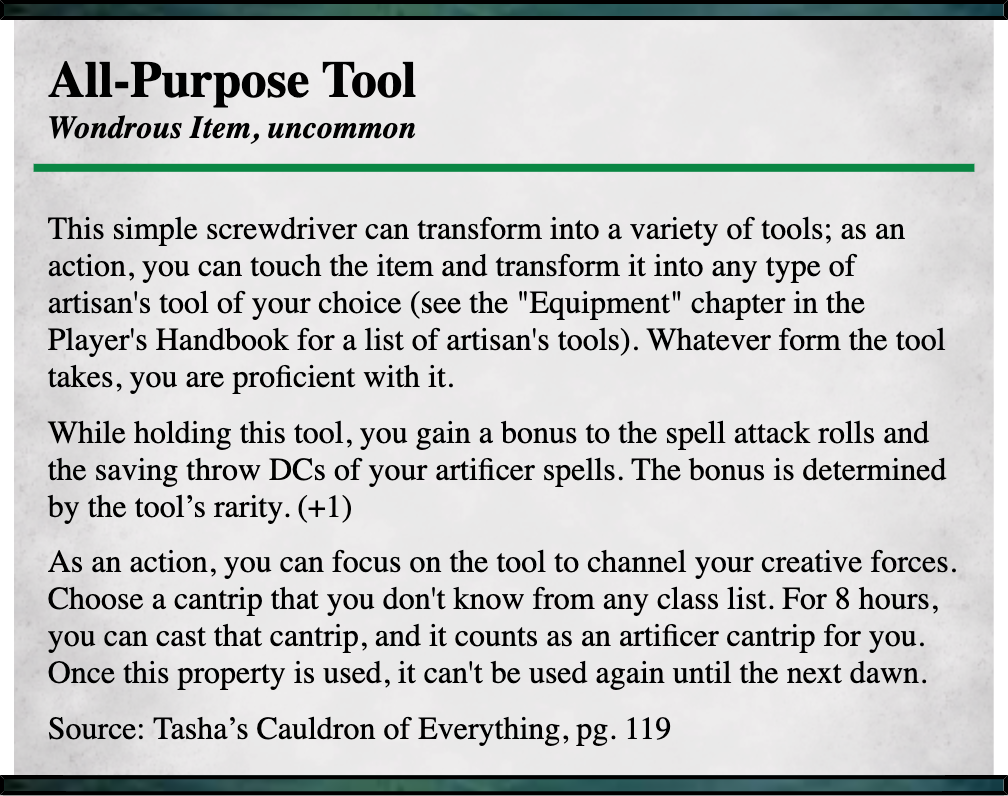 All-Purpose Tool
Wondrous Item, uncommon
This simple screwdriver can transform into a variety of tools; as an
action, you can touch the item and transform it into any type of
artisan's tool of your choice (see the "Equipment" chapter in the
Player's Handbook for a list of artisan's tools). Whatever form the tool
takes, you are proficient with it.
While holding this tool, you gain a bonus to the spell attack rolls and
the saving throw DCs of your artificer spells. The bonus is determined
by the tool’s rarity. (+1)
As an action, you can focus on the tool to channel your creative forces.
Choose a cantrip that you don't know from any class list. For 8 hours,
you can cast that cantrip, and it counts as an artificer cantrip for you.
Once this property is used, it can't be used again until the next dawn.
Source: Tasha’s Cauldron of Everything, pg. 119